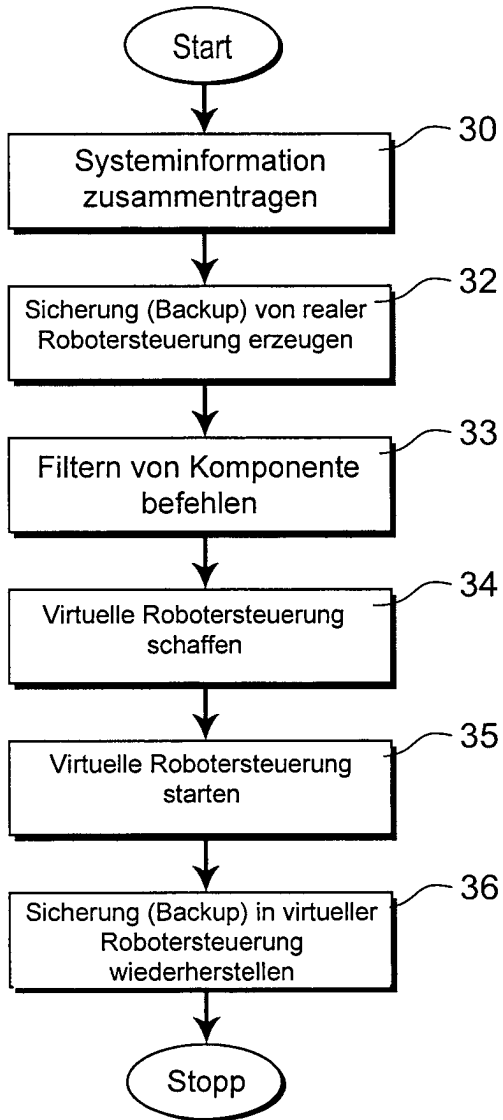 Start
30
Systeminformation
zusammentragen
32
Sicherung (Backup) von realer
Robotersteuerung erzeugen
33
Filtern von Komponente
befehlen
34
Virtuelle Robotersteuerung
schaffen
35
Virtuelle Robotersteuerung
starten
36
Sicherung (Backup) in virtueller
Robotersteuerung
wiederherstellen
Stopp